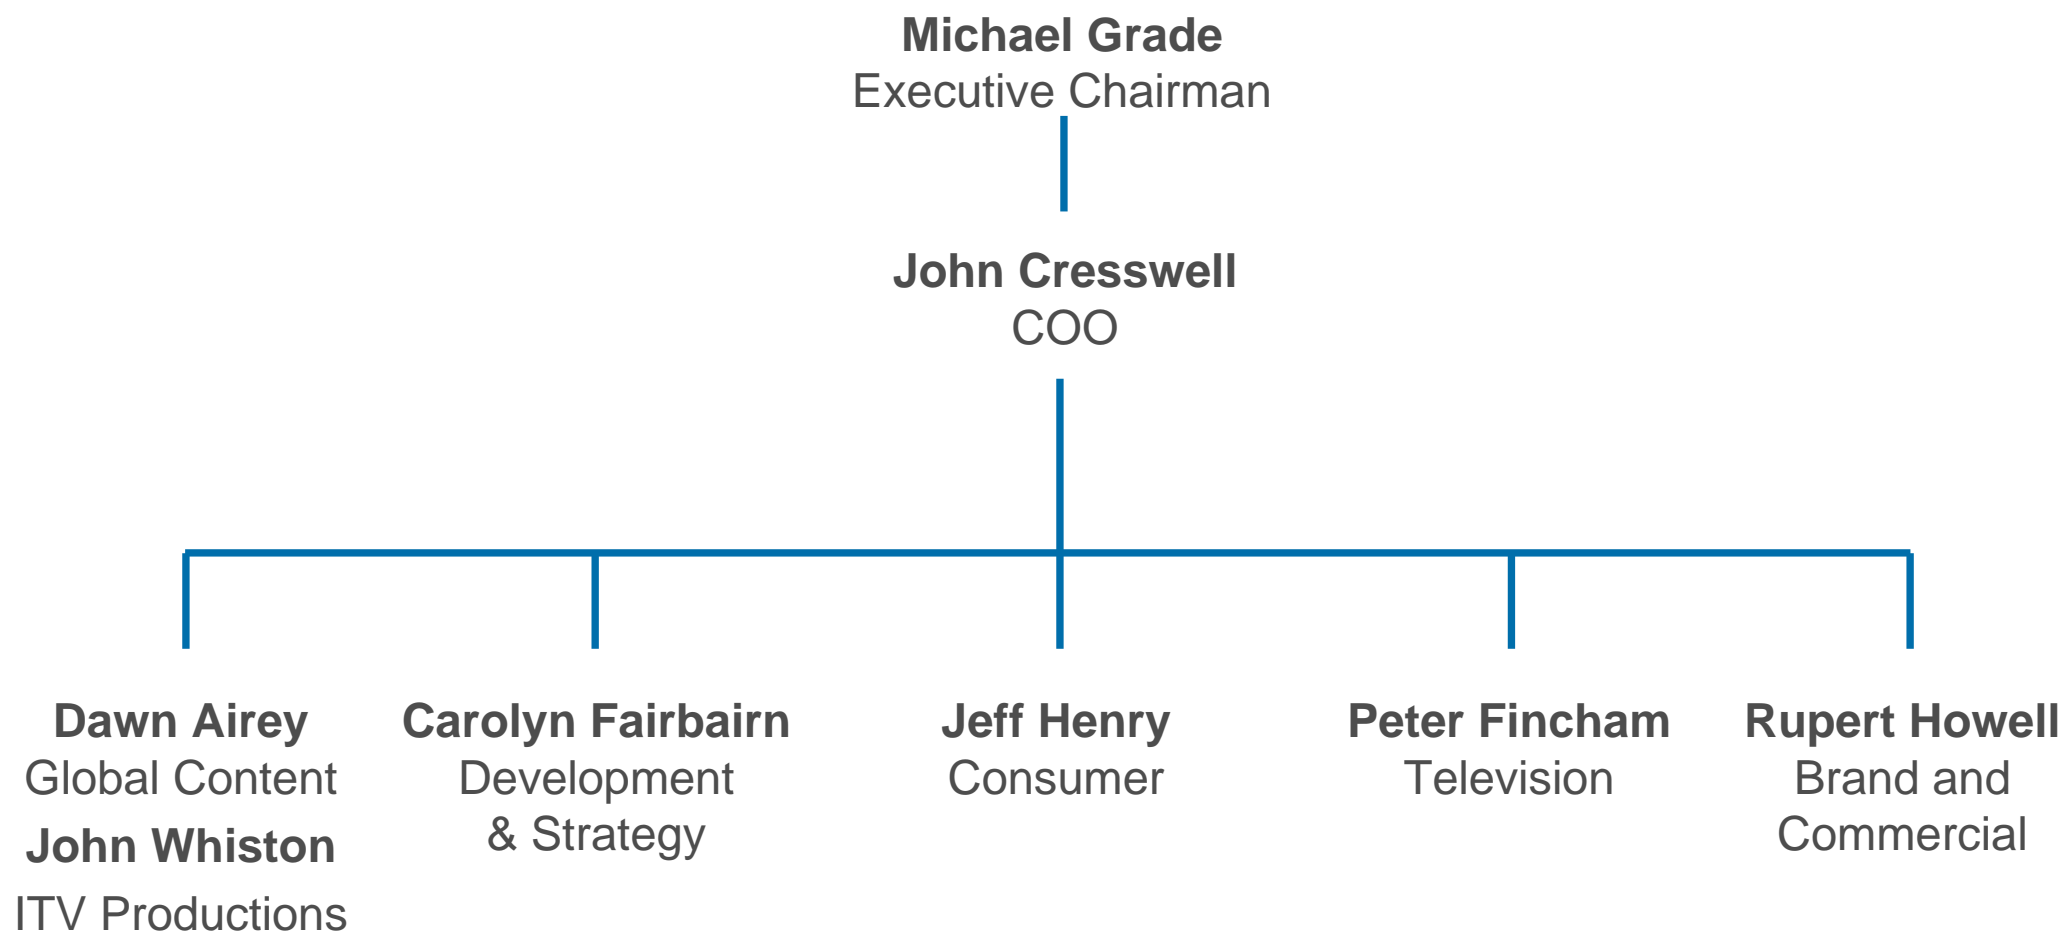 Michael Grade
Executive Chairman
John Cresswell
COO
Dawn Airey
Global Content
John Whiston
ITV Productions
Carolyn Fairbairn
Development
& Strategy
Jeff Henry
Consumer
Peter Fincham
Television
Rupert Howell
Brand and
Commercial